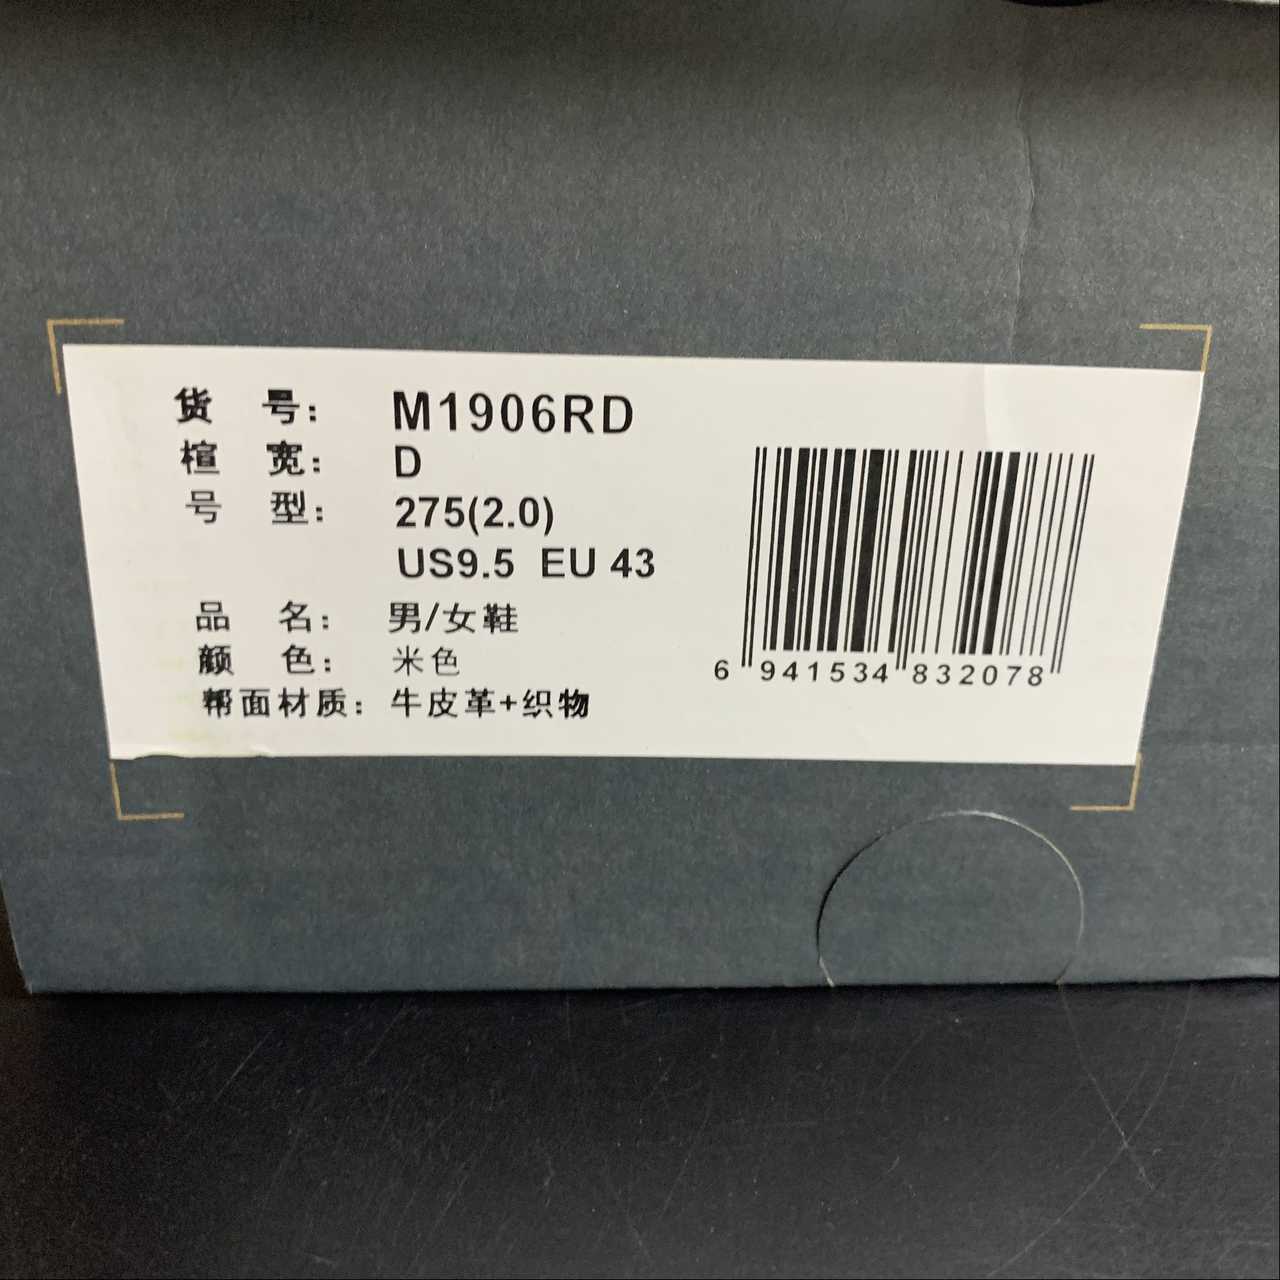 货 号: M1906RD
楦 宽: D
号 型: 275(2.0)
US9.5 EU 43
品 名: 男/女鞋
颜 色: 米色
帮面材质: 牛皮革+织物
6 941534 832078